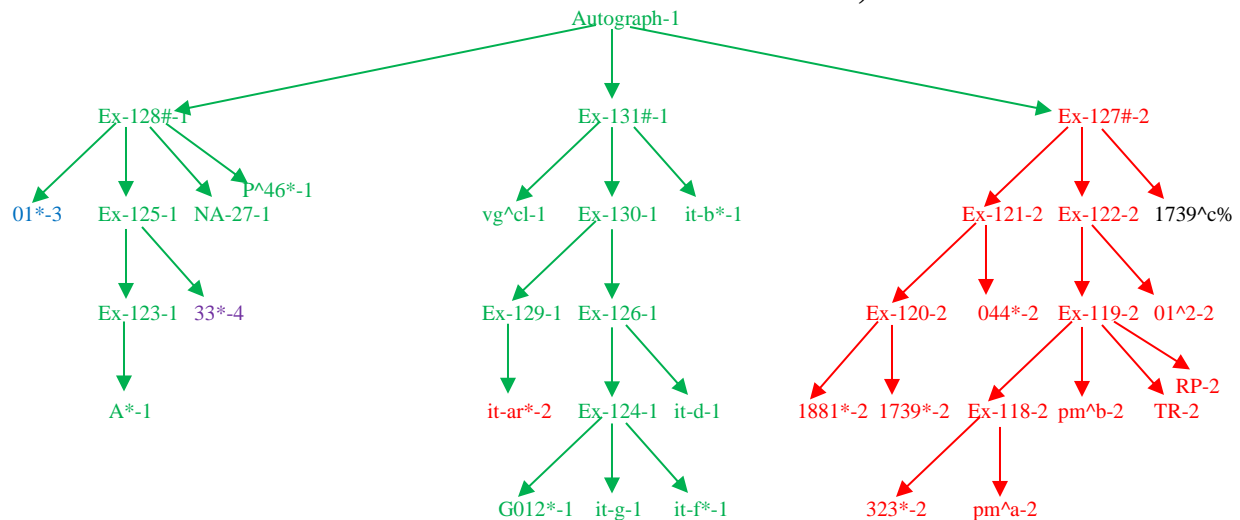 Autograph-1
Ex-128#-1 Ex-131#-1 Ex-127#-2
P^46*-1
01*-3 Ex-125-1 NA-27-1 vg^cl-1 Ex-130-1 it-b*-1 Ex-121-2 Ex-122-2 1739^c%
Ex-123-1 33*-4 Ex-129-1 Ex-126-1 Ex-120-2 044*-2 Ex-119-2 01^2-2
RP-2
A*-1 it-ar*-2 Ex-124-1 it-d-1 1881*-2 1739*-2 Ex-118-2 pm^b-2 TR-2
G012*-1 it-g-1 it-f*-1 323*-2 pm^a-2